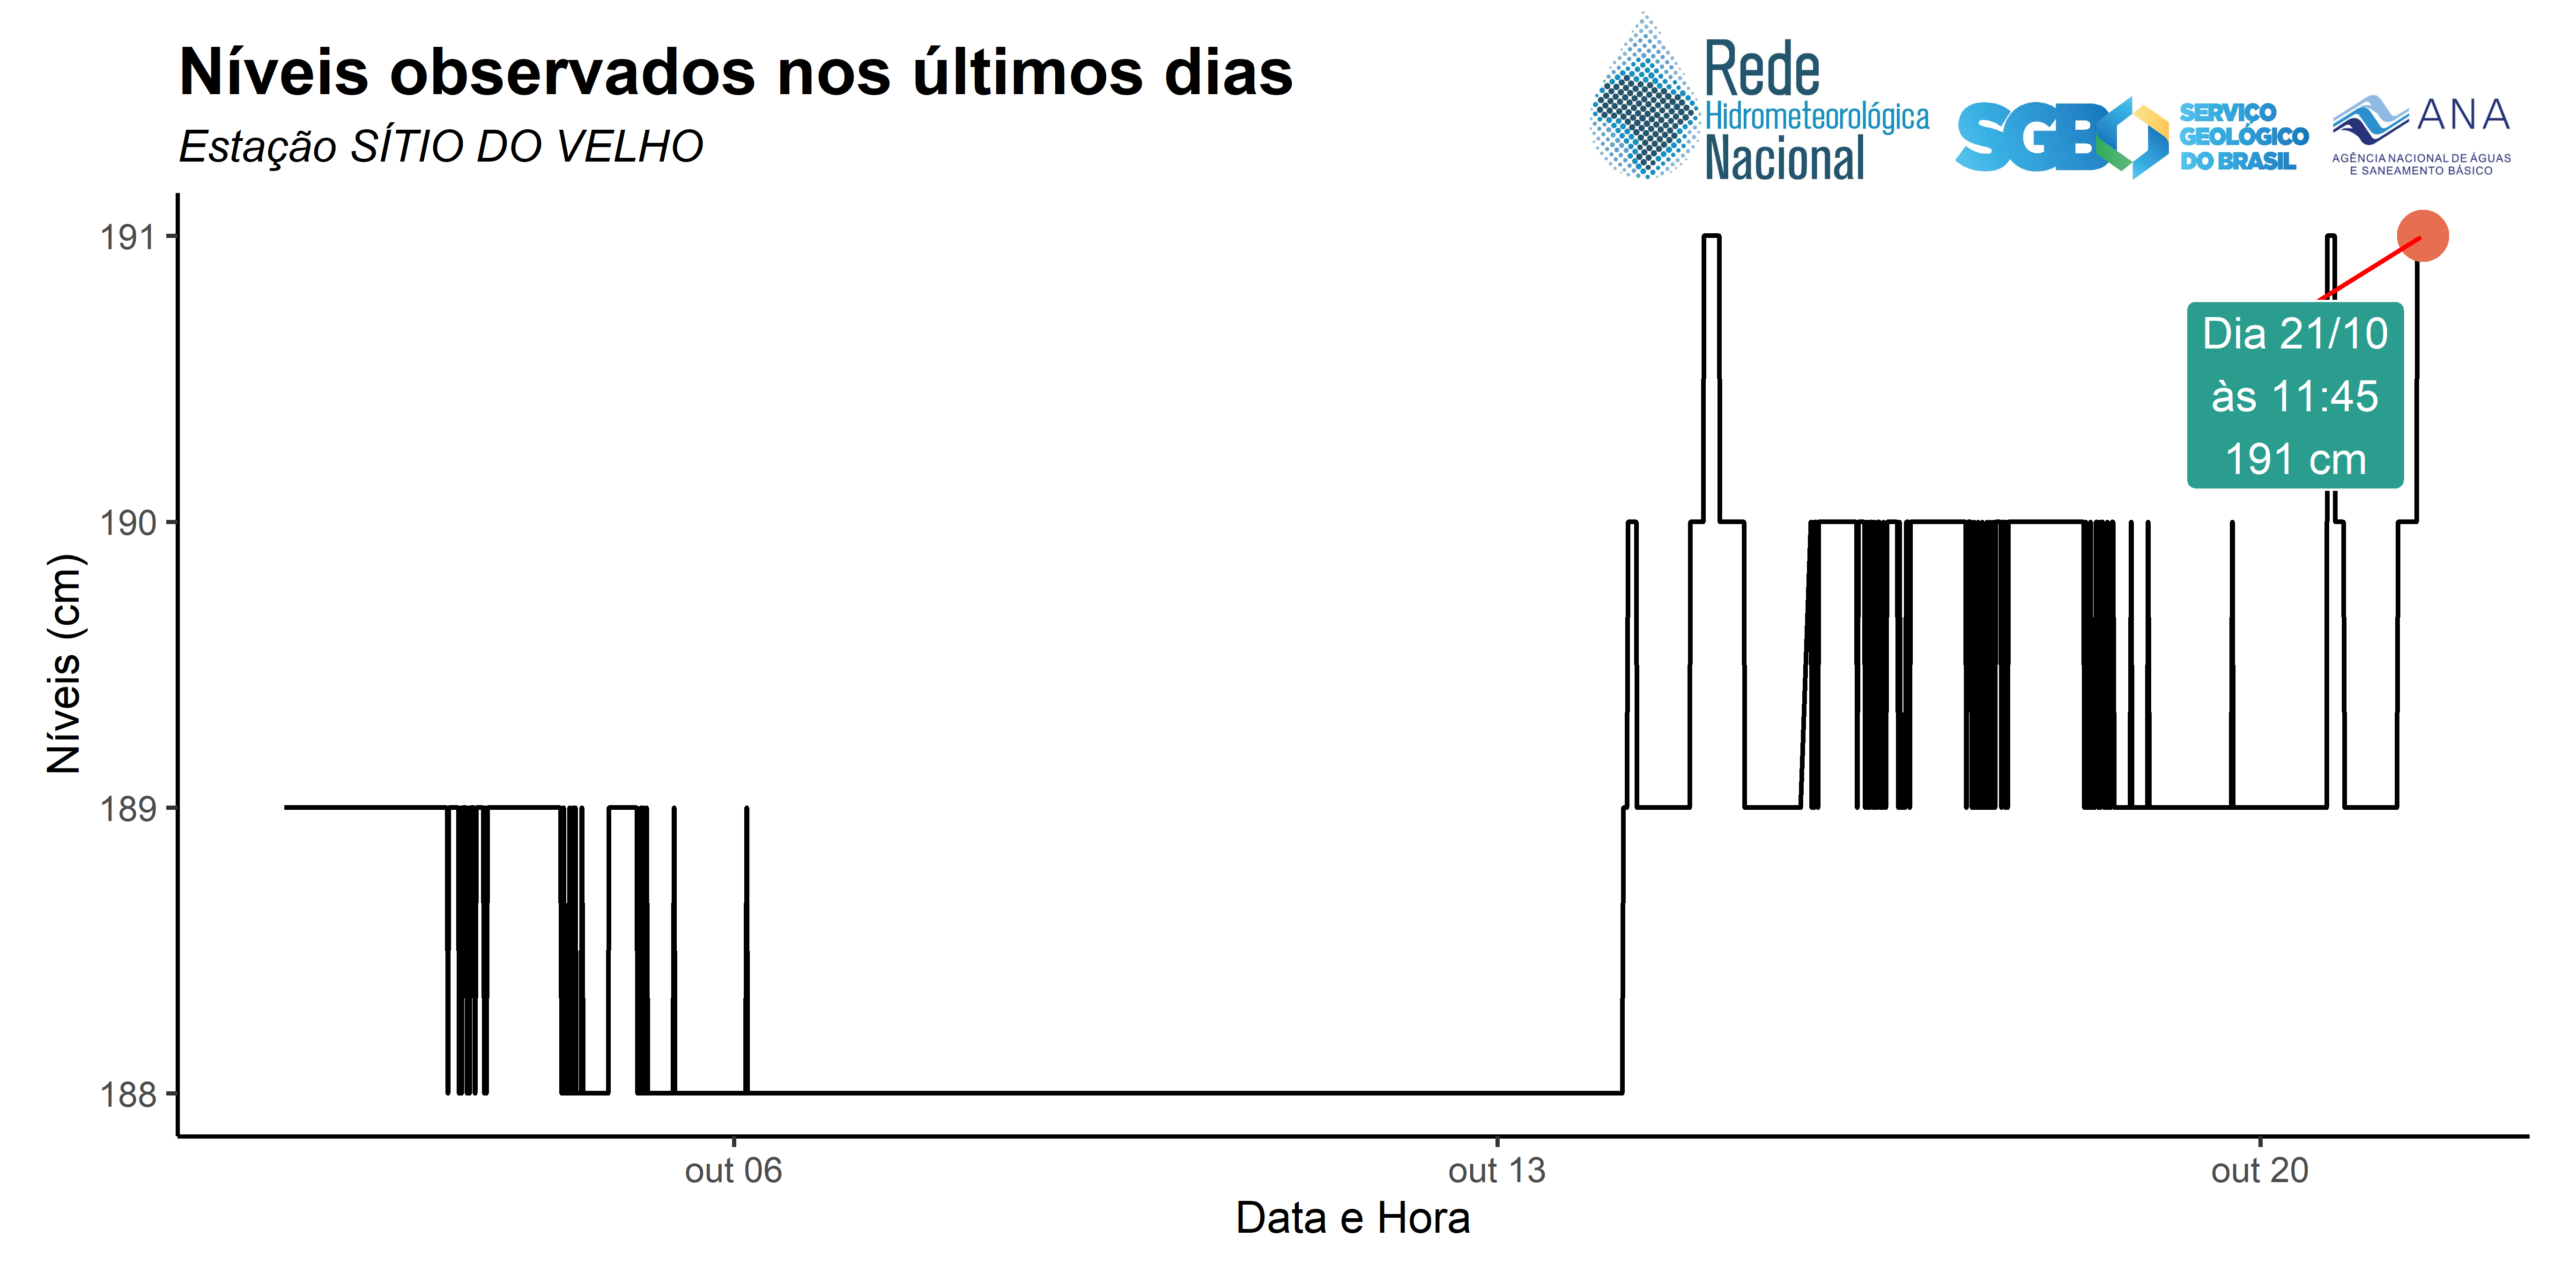 Níveis observados nos últimos dias
Estação SÍTIO DO VELHO
Rede
Hidrometeorológica
Nacional
SGB
SERVIÇO
GEOLÓGICO
DO BRASIL
ANA
AGÊNCIA NACIONAL DE ÁGUAS
E SANEAMENTO BÁSICO
191
190
189
188
Níveis (cm)
Dia 21/10
às 11:45
191 cm
out 06
out 13
out 20
Data e Hora